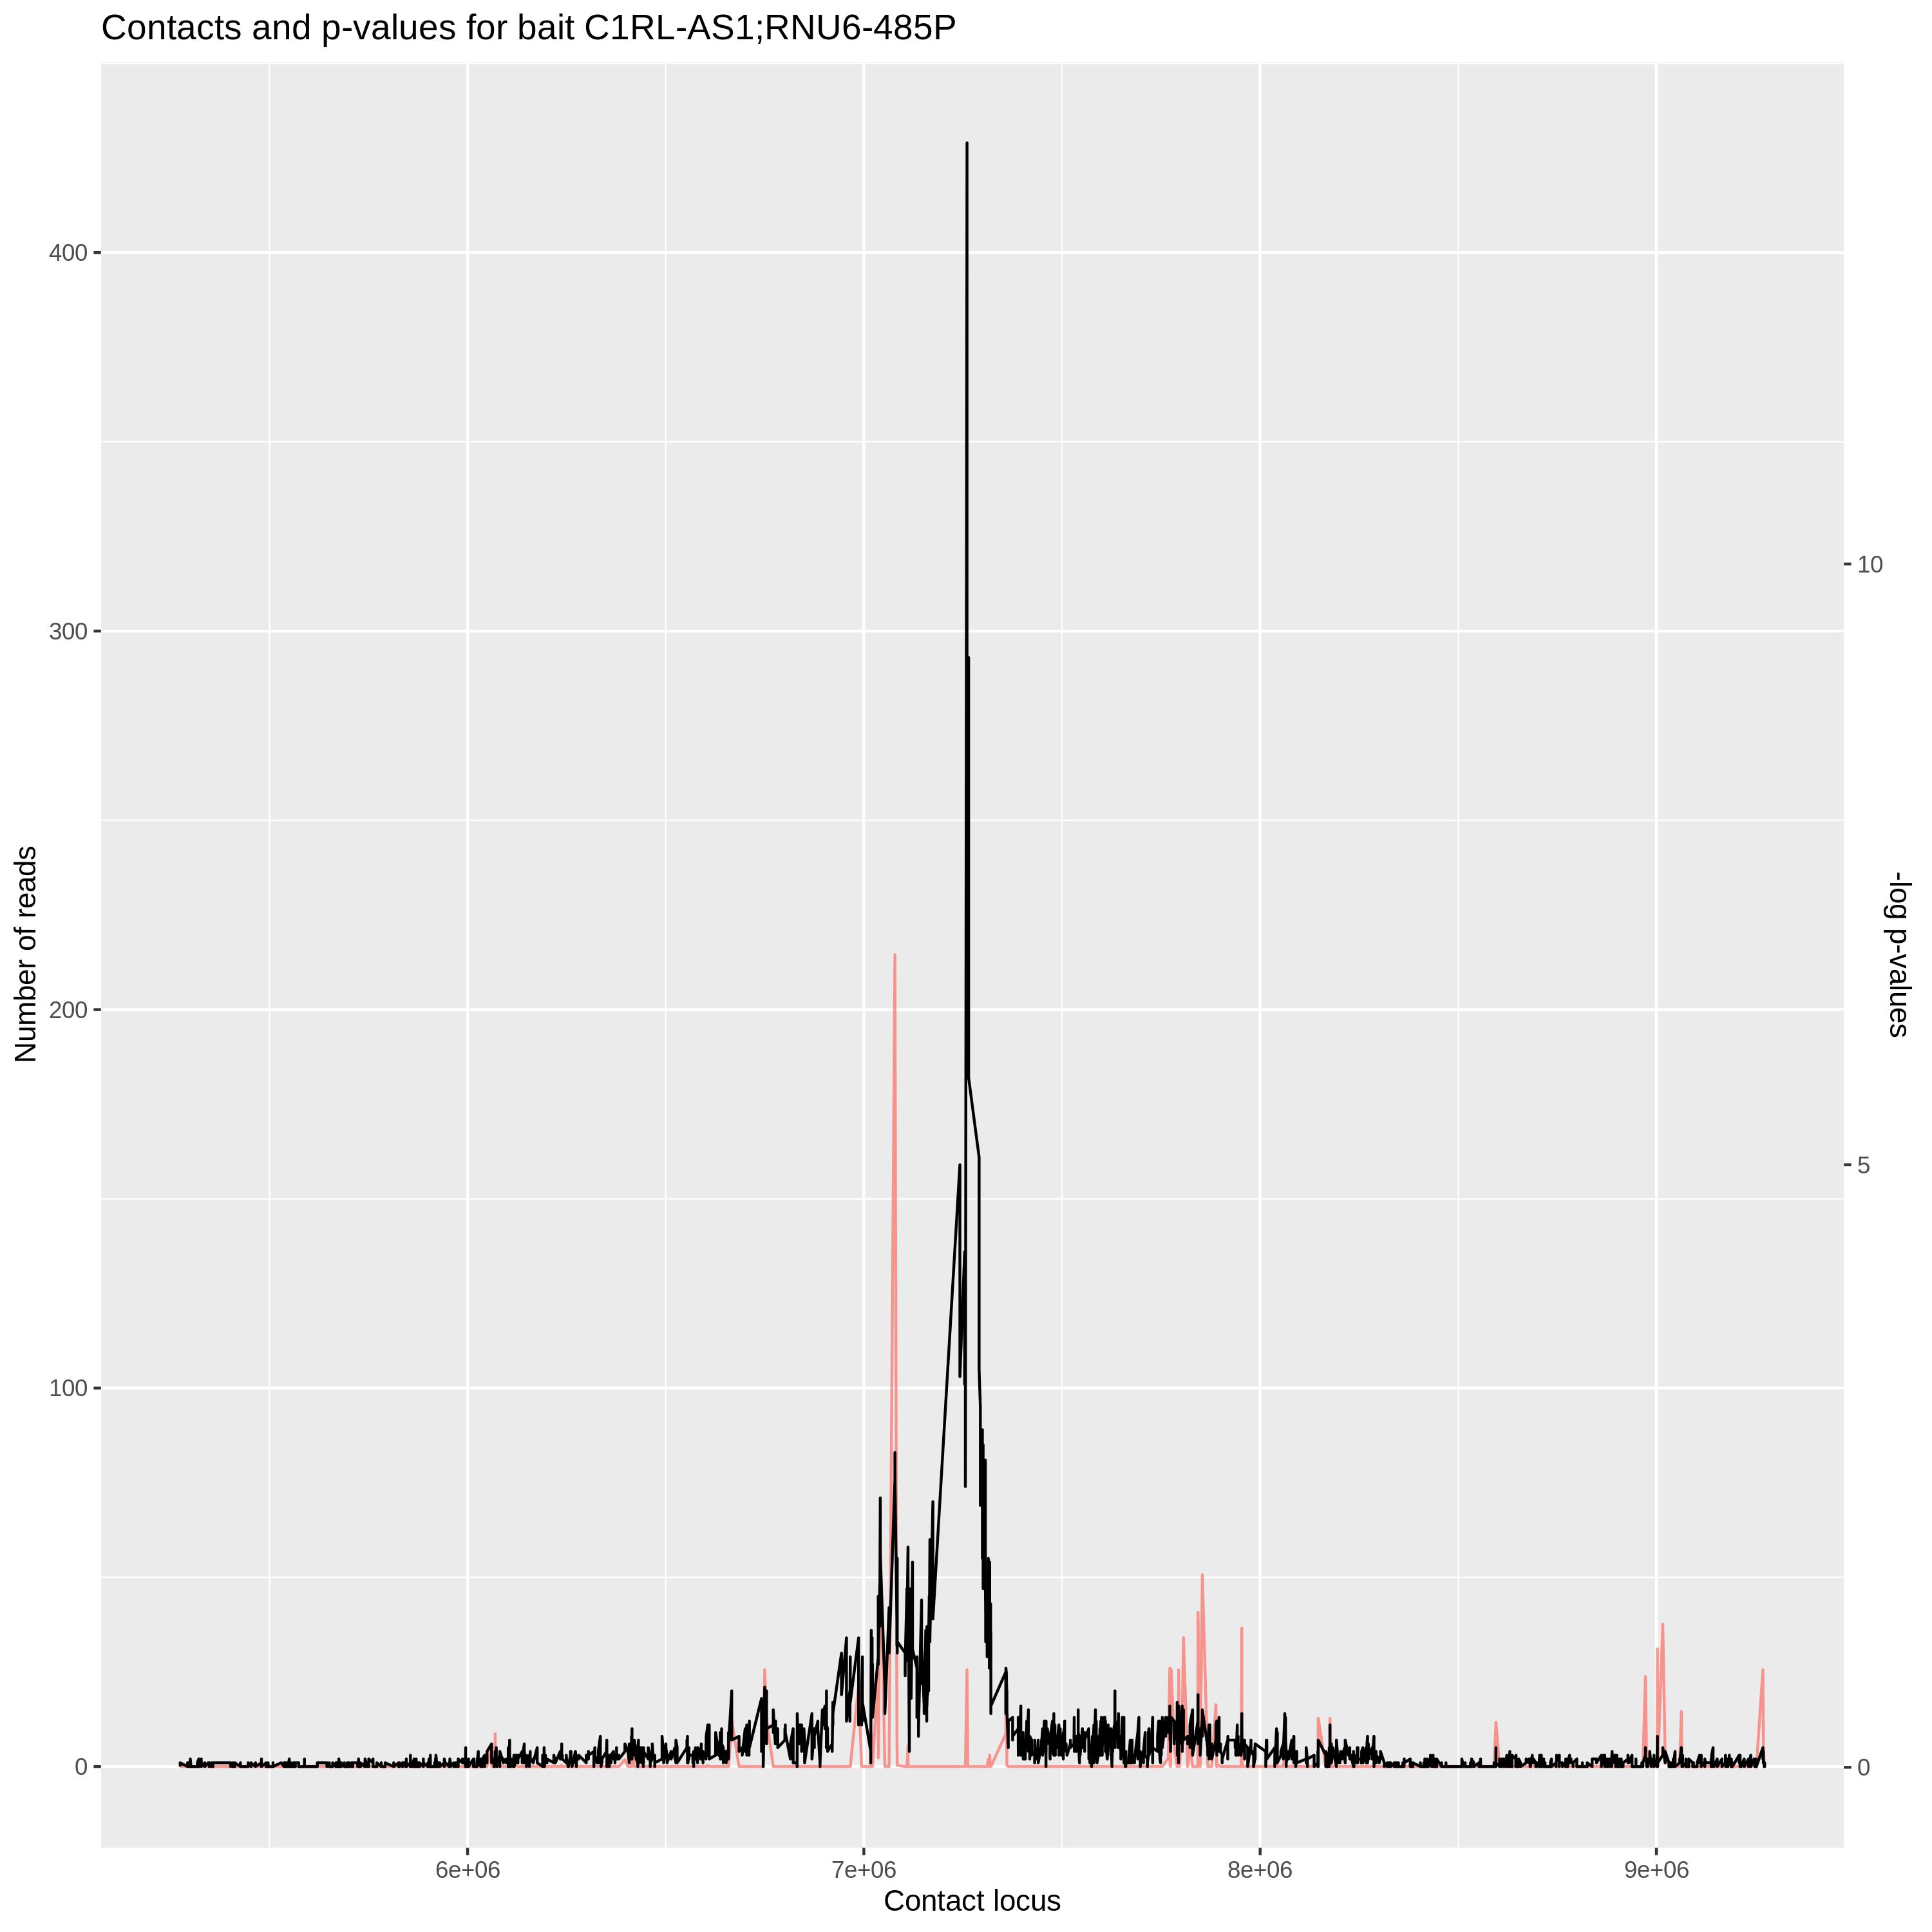 Contacts and p-values for bait C1RL-AS1;RNU6-485P
Number of reads
400
300
200
100
0
10
5
0
-log p-values
6e+06
7e+06
8e+06
9e+06
Contact locus